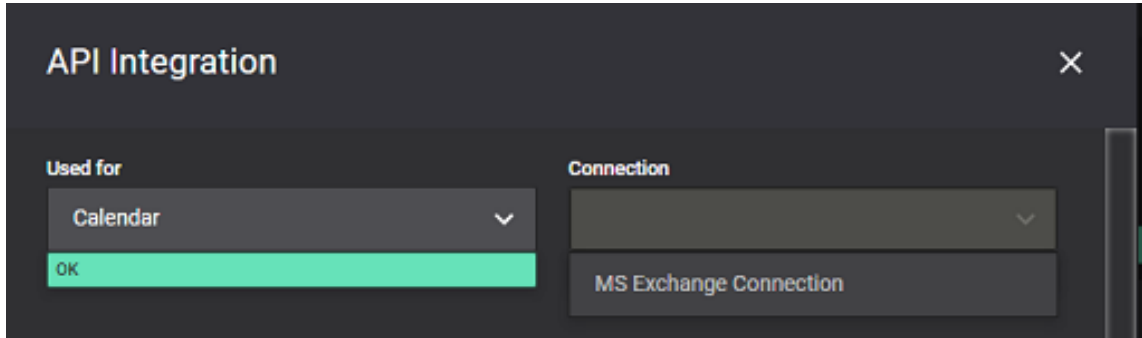 API Integration
Used for
Connection
Calendar
OK
MS Exchange Connection